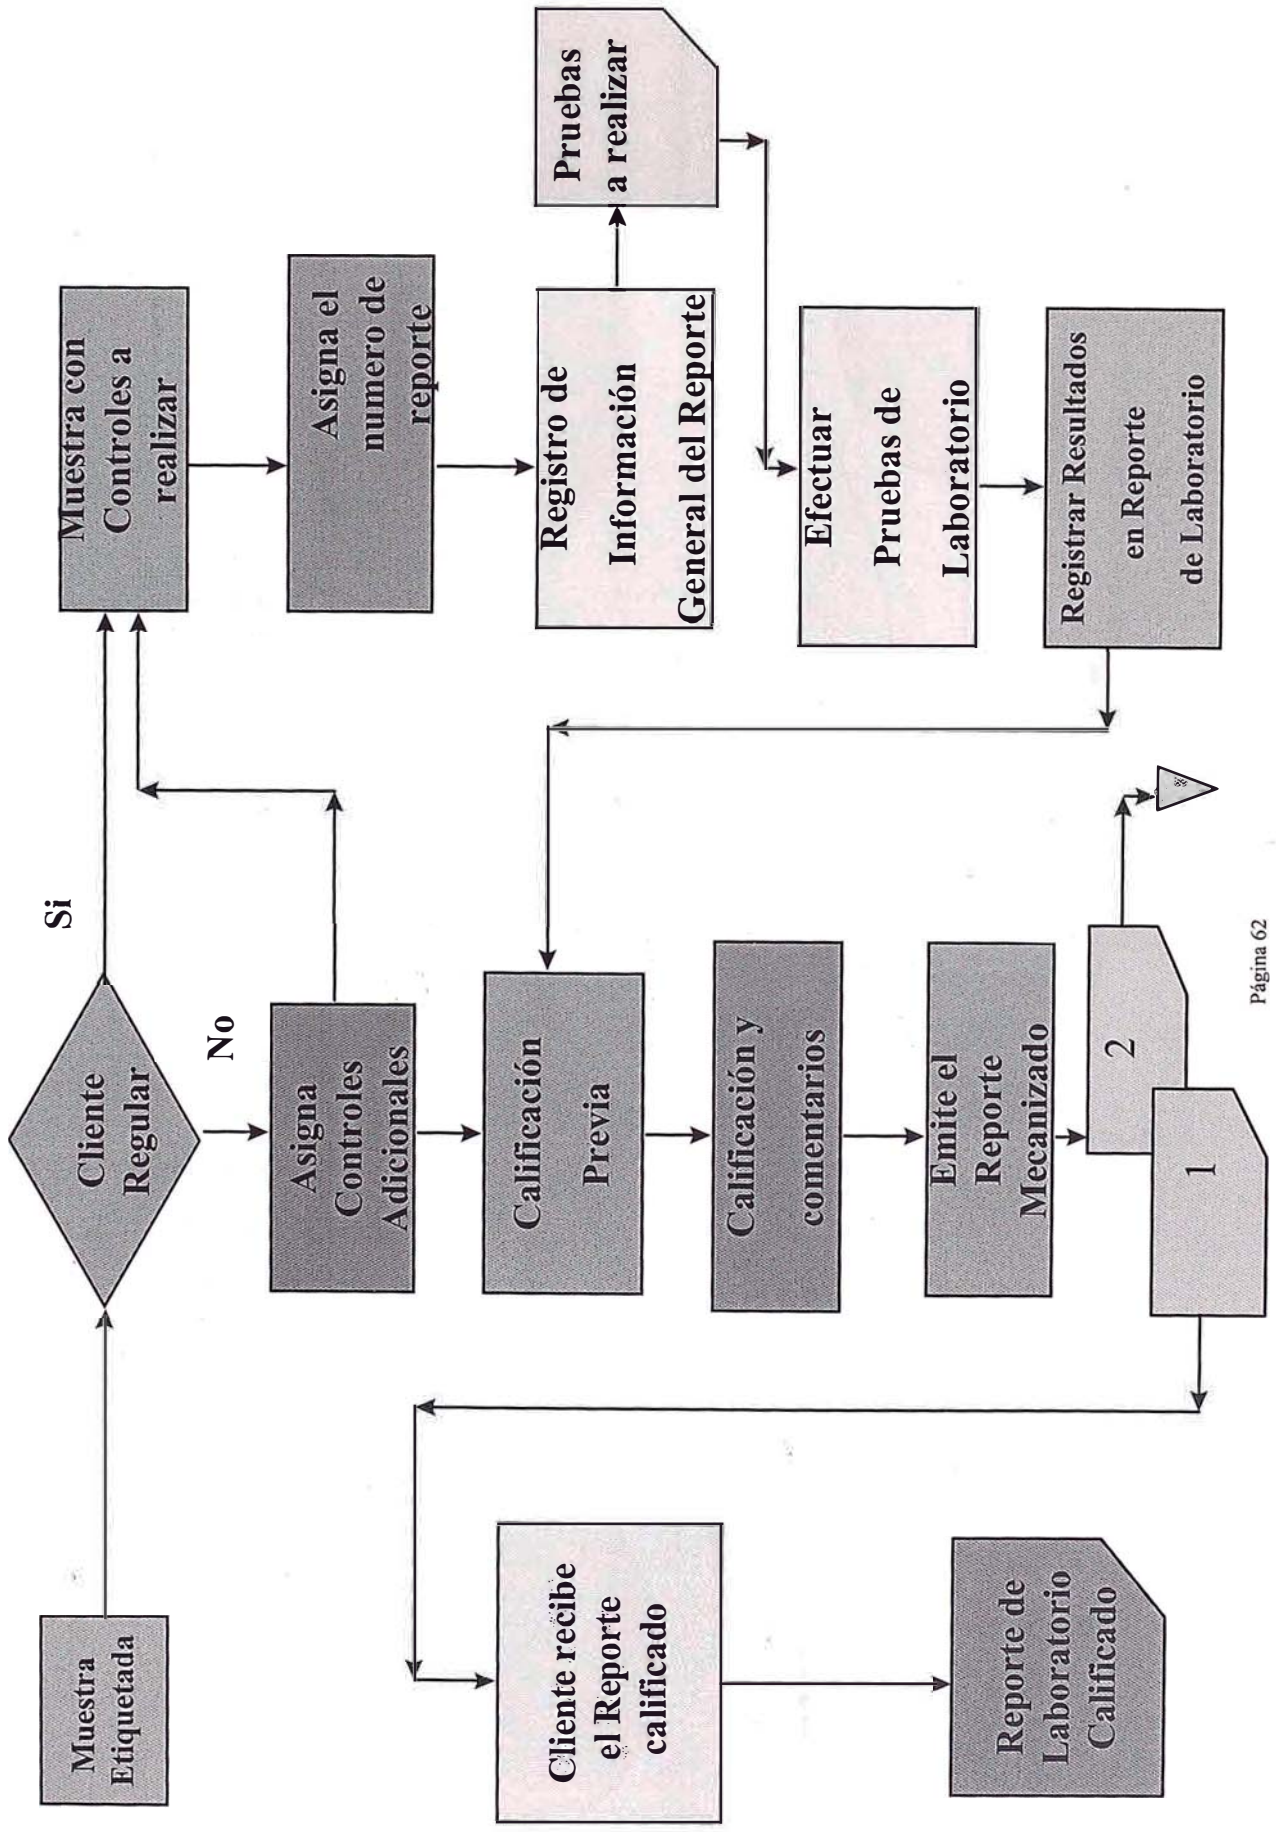 Muestra
Etiquetada
Cliente
Regular
Si
No
Muestra con
Controles a
realizar
Asigna
Controles
Adicionales
Asigna el
numero de
reporte
Registro de
Información
General del Reporte
Pruebas
a realizar
Efectuar
Pruebas de
Laboratorio
Registrar Resultados
en Reporte
de Laboratorio
Calificación
Previa
Calificación y
comentarios
Emite el
Reporte
Mecanizado
2
1
Cliente recibe
el Reporte
calificado
Reporte de
Laboratorio
Calificado
Página 62